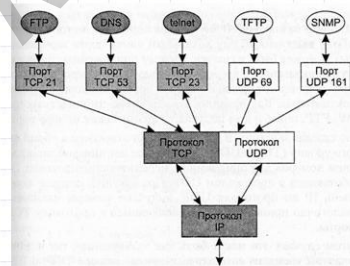 FTP DNS telnet TFTP SNMP
Порт Порт Порт Порт Порт
TCP 21 TCP 53 TCP 23 UDP 69 UDP 161
Протокол Протокол
TCP UDP
Протокол
IP